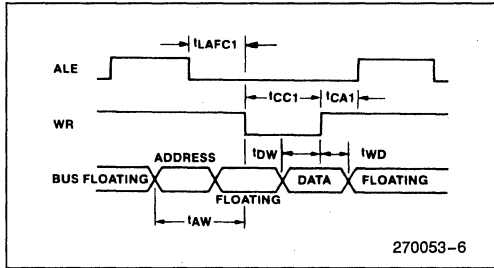 tLAFC1
ALE
tCC1 tCA1
WR
ADDRESS tDW tWD
BUS FLOATING FLOATING DATA FLOATING
tAW
270053-6